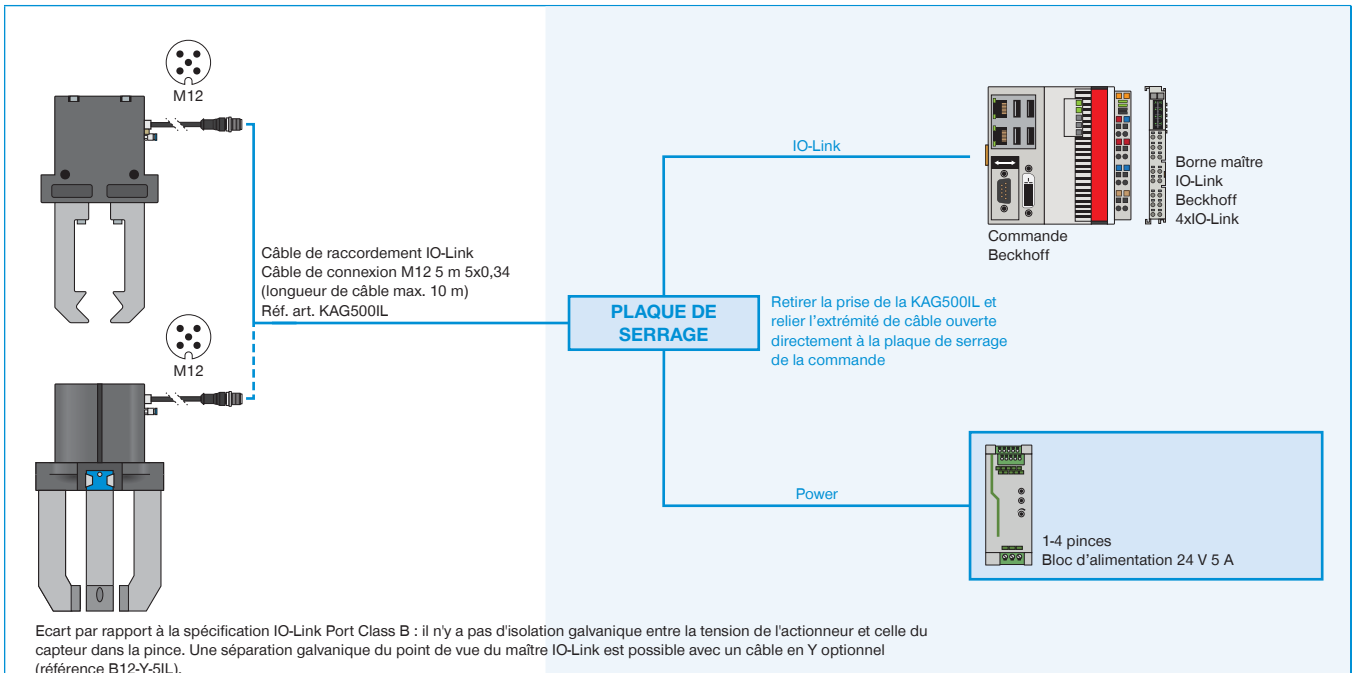 M12
Câble de raccordement IO-Link
Câble de connexion M12 5 m 5x0,34
(longueur de câble max. 10 m)
Réf. art. KAG500IL
M12
PLAQUE DE
SERRAGE
IO-Link
Commande
Beckhoff
Borne maître
IO-Link
Beckhoff
4xIO-Link
Retirer la prise de la KAG500IL et
relier l’extrémité de câble ouverte
directement à la plaque de serrage
de la commande
Power
1-4 pinces
Bloc d’alimentation 24 V 5 A
Ecart par rapport à la spécification IO-Link Port Class B : il n'y a pas d'isolation galvanique entre la tension de l'actionneur et celle du
capteur dans la pince. Une séparation galvanique du point de vue du maître IO-Link est possible avec un câble en Y optionnel
(référence B12-Y-5IL).